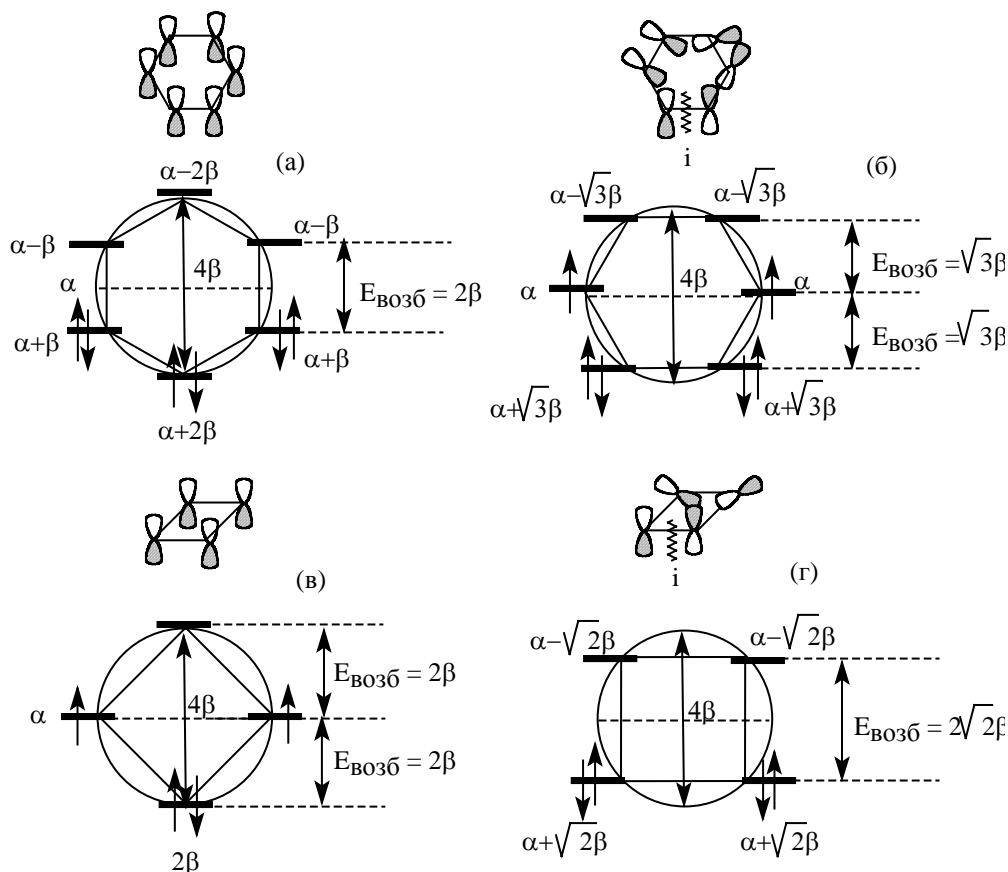 i
(а)
(б)
α−2β
α−√3β
α−√3β
α−β
α−β
Eвозб = √3β
α
4β
Eвозб = 2β
α
4β
α
Eвозб = √3β
α+β
α+β
α+2β
α+√3β
α+√3β
i
(в)
(г)
α−√2β
α−√2β
Eвозб = 2β
α
4β
4β
Eвозб = 2√2β
Eвозб = 2β
2β
α+√2β
α+√2β